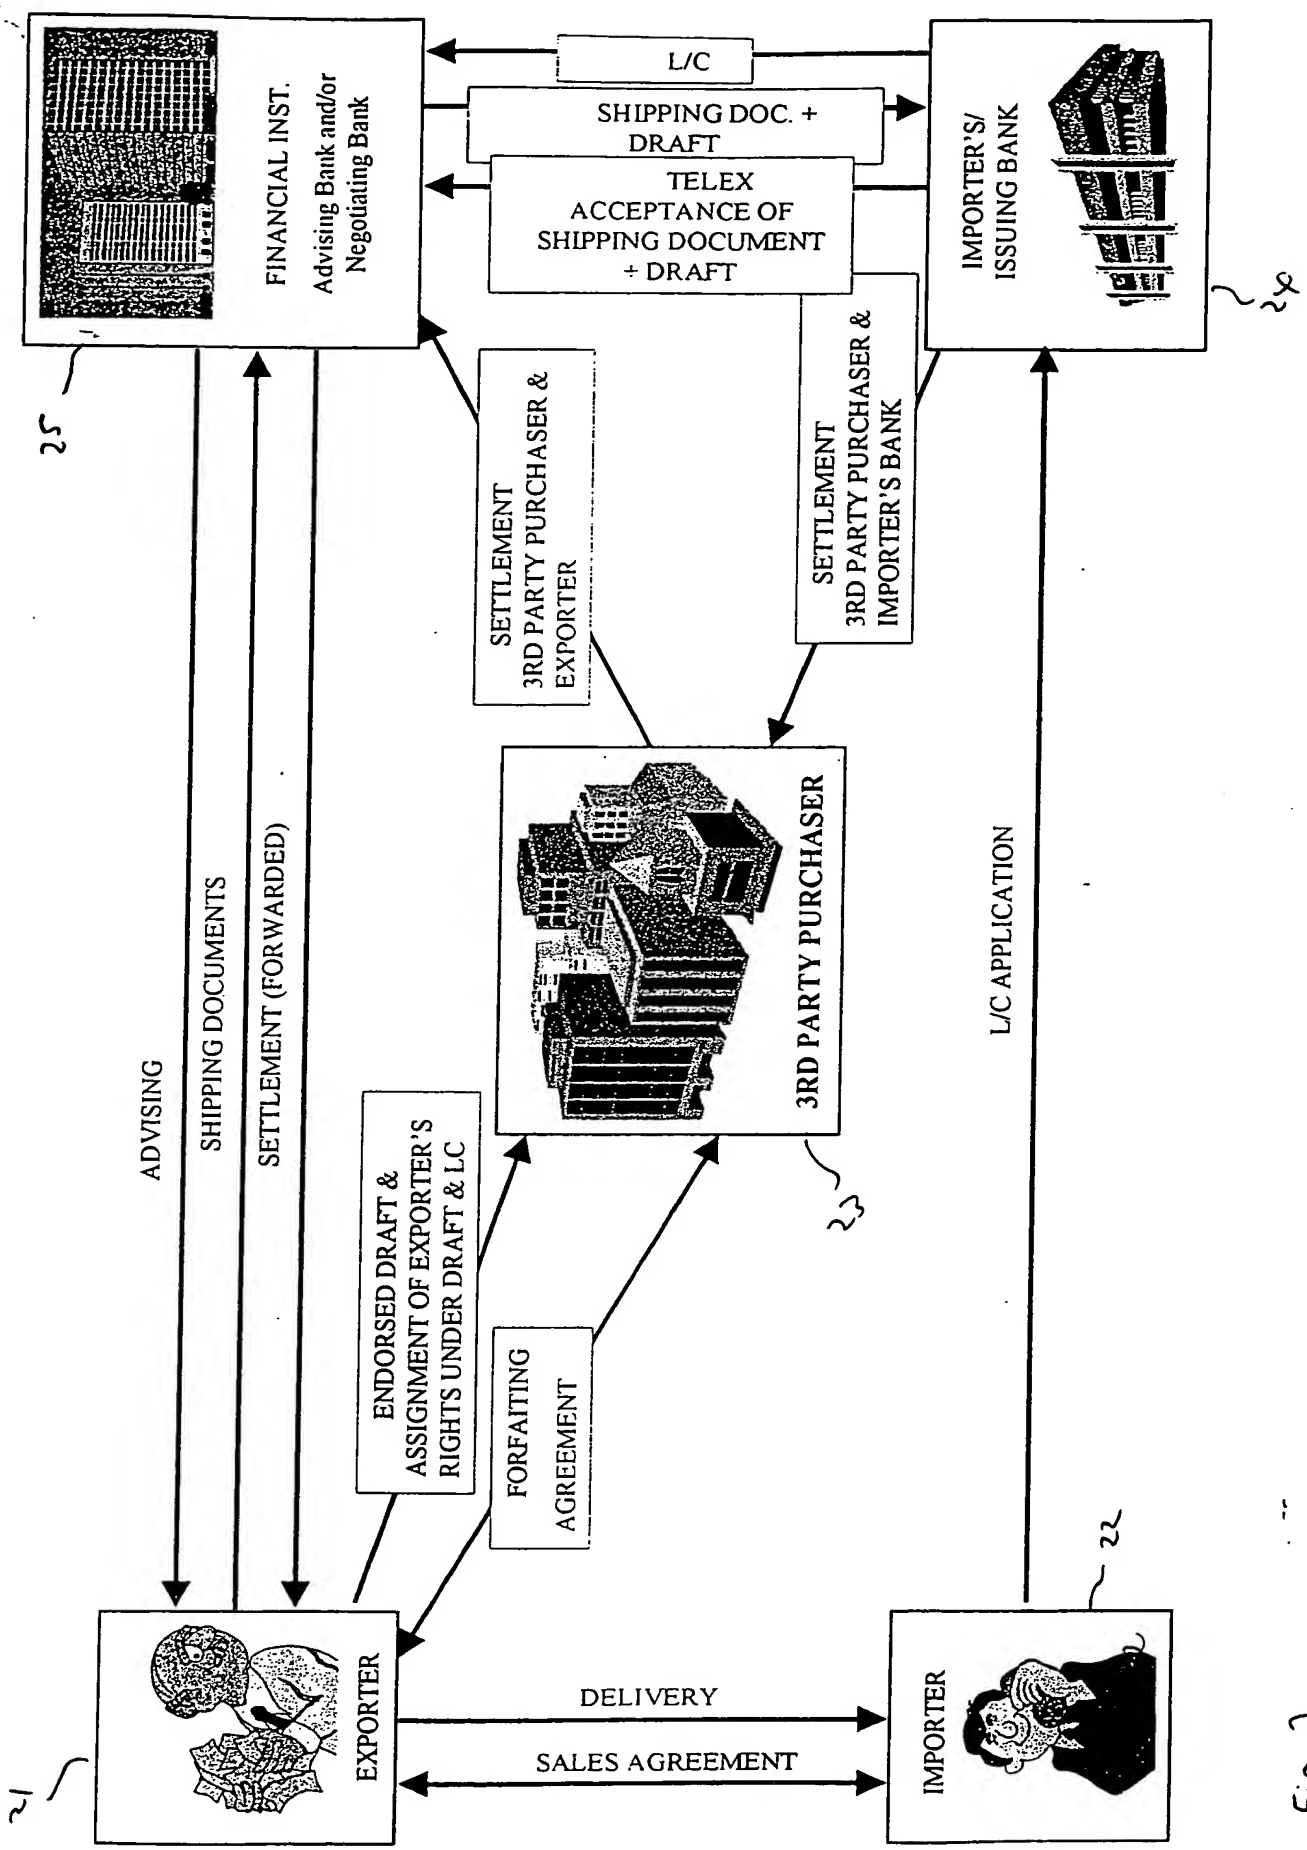 21
EXPORTER
ADVISING
SHIPPING DOCUMENTS
SETTLEMENT (FORWARDED)
25
FINANCIAL INST.
Advising Bank and/or
Negotiating Bank
ENDORSED DRAFT &
ASSIGNMENT OF EXPORTER'S
RIGHTS UNDER DRAFT & LC
FORFAITING
AGREEMENT
SETTLEMENT
3RD PARTY PURCHASER &
EXPORTER
L/C
SHIPPING DOC. +
DRAFT
TELEX
ACCEPTANCE OF
SHIPPING DOCUMENT
+ DRAFT
SALES AGREEMENT
DELIVERY
3RD PARTY PURCHASER
23
SETTLEMENT
3RD PARTY PURCHASER &
IMPORTER'S BANK
IMPORTER
22
L/C APPLICATION
IMPORTER'S/
ISSUING BANK
24